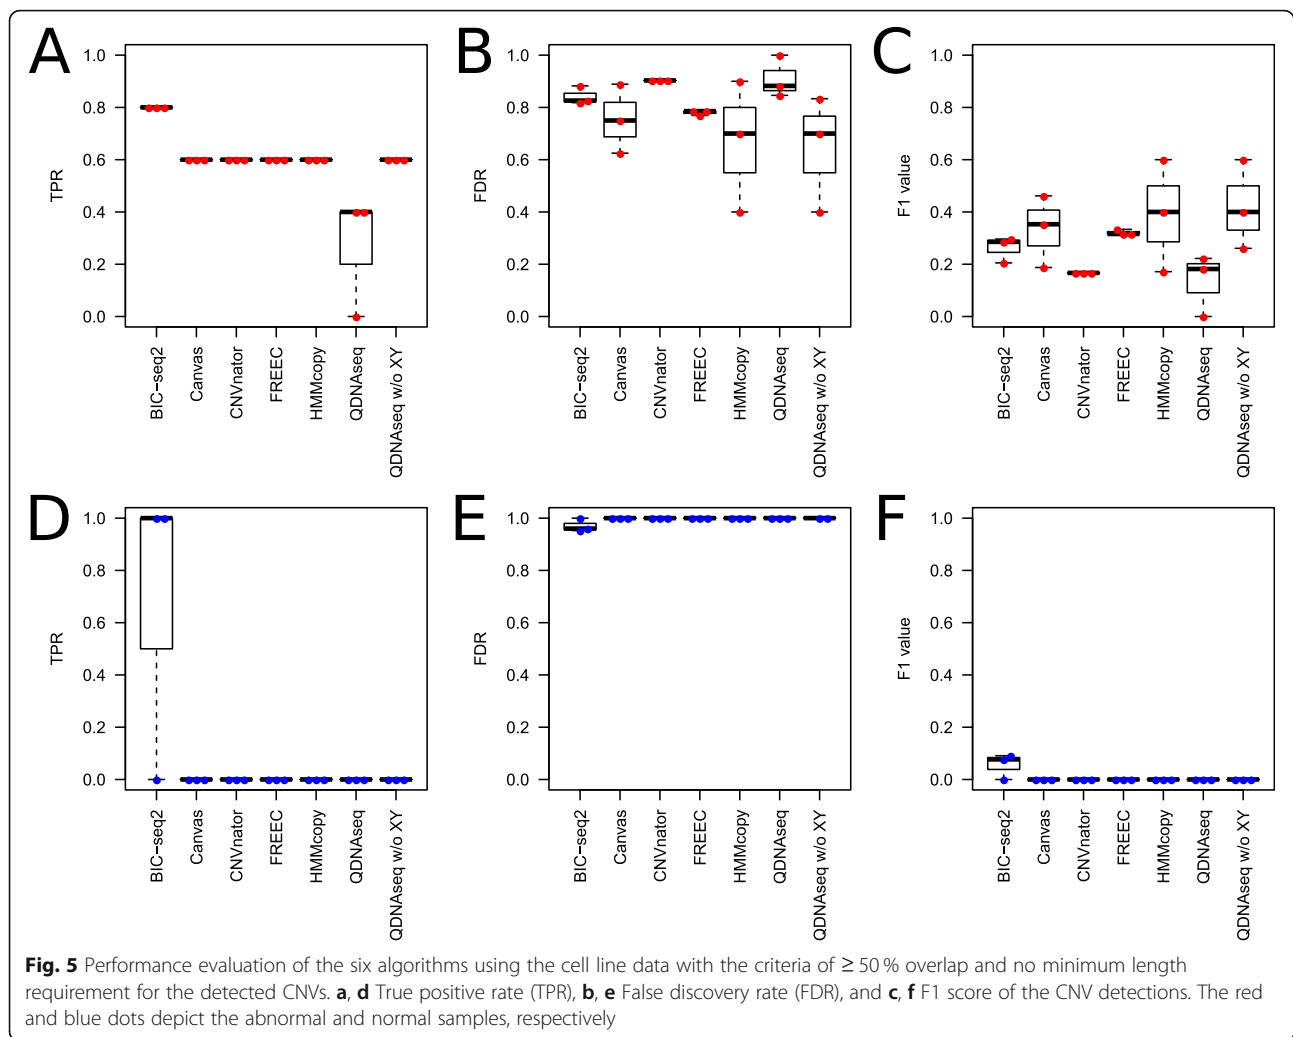 A
TPR
1.0
0.8
0.6
0.4
0.2
0.0
BIC−seq2
Canvas
CNVnator
FREEC
HMMcopy
QDNAseq
QDNAseq w/o XY
B
FDR
1.0
0.8
0.6
0.4
0.2
0.0
BIC−seq2
Canvas
CNVnator
FREEC
HMMcopy
QDNAseq
QDNAseq w/o XY
C
F1 value
1.0
0.8
0.6
0.4
0.2
0.0
BIC−seq2
Canvas
CNVnator
FREEC
HMMcopy
QDNAseq
QDNAseq w/o XY
D
TPR
1.0
0.8
0.6
0.4
0.2
0.0
BIC−seq2
Canvas
CNVnator
FREEC
HMMcopy
QDNAseq
QDNAseq w/o XY
E
FDR
1.0
0.8
0.6
0.4
0.2
0.0
BIC−seq2
Canvas
CNVnator
FREEC
HMMcopy
QDNAseq
QDNAseq w/o XY
F
F1 value
1.0
0.8
0.6
0.4
0.2
0.0
BIC−seq2
Canvas
CNVnator
FREEC
HMMcopy
QDNAseq
QDNAseq w/o XY
Fig. 5 Performance evaluation of the six algorithms using the cell line data with the criteria of ≥ 50 % overlap and no minimum length
requirement for the detected CNVs. a, d True positive rate (TPR), b, e False discovery rate (FDR), and c, f F1 score of the CNV detections. The red
and blue dots depict the abnormal and normal samples, respectively